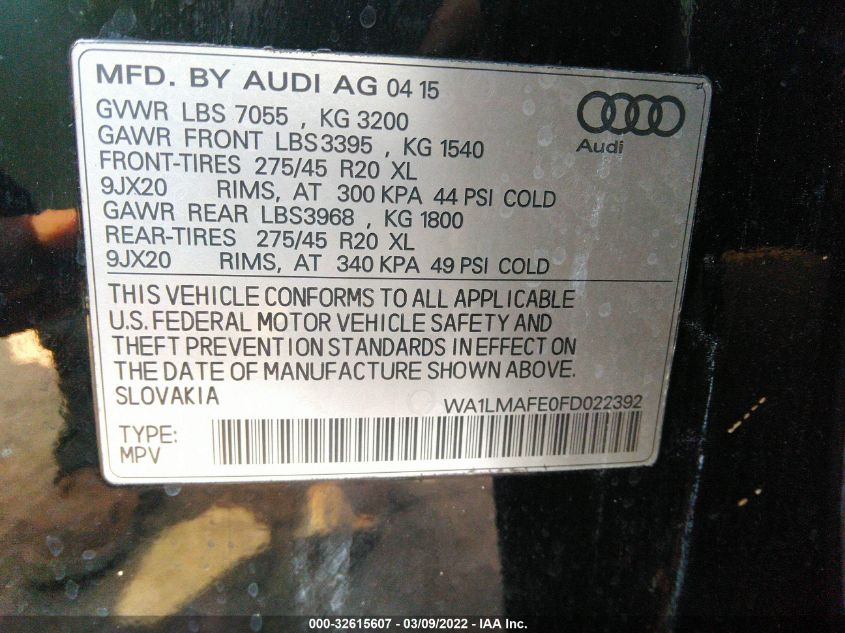 MFD. BY AUDI AG 04 15
GVWR LBS 7055 , KG 3200
GAWR FRONT LBS3395 , KG 1540
FRONT-TIRES 275/45 R20 XL
9JX20 RIMS, AT 300 KPA 44 PSI COLD
GAWR REAR LBS3968 , KG 1800
REAR-TIRES 275/45 R20 XL
9JX20 RIMS, AT 340 KPA 49 PSI COLD
Audi
THIS VEHICLE CONFORMS TO ALL APPLICABLE
U.S. FEDERAL MOTOR VEHICLE SAFETY AND
THEFT PREVENTION STANDARDS IN EFFECT ON
THE DATE OF MANUFACTURE SHOWN ABOVE.
SLOVAKIA
WA1LMAFE0FD022392
TYPE:
MPV
000-32615607 - 03/09/2022 - IAA Inc.